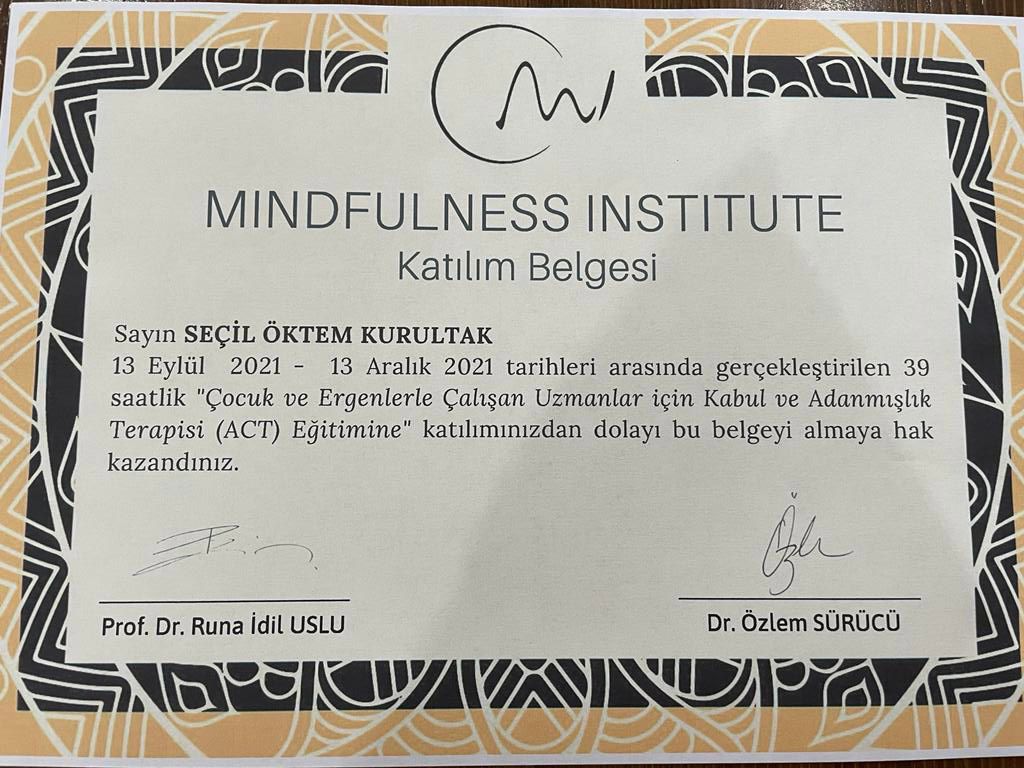 MINDFULNESS INSTITUTE
Katılım Belgesi
Sayın SEÇİL ÖKTEM KURULTAK
13 Eylül 2021 - 13 Aralık 2021 tarihleri arasında gerçekleştirilen 39
saatlik "Çocuk ve Ergenlerle Çalışan Uzmanlar için Kabul ve Adanmışlık
Terapisi (ACT) Eğitimine" katılımınızdan dolayı bu belgeyi almaya hak
kazandınız.
Prof. Dr. Runa İdil USLU
Dr. Özlem SÜRÜCÜ